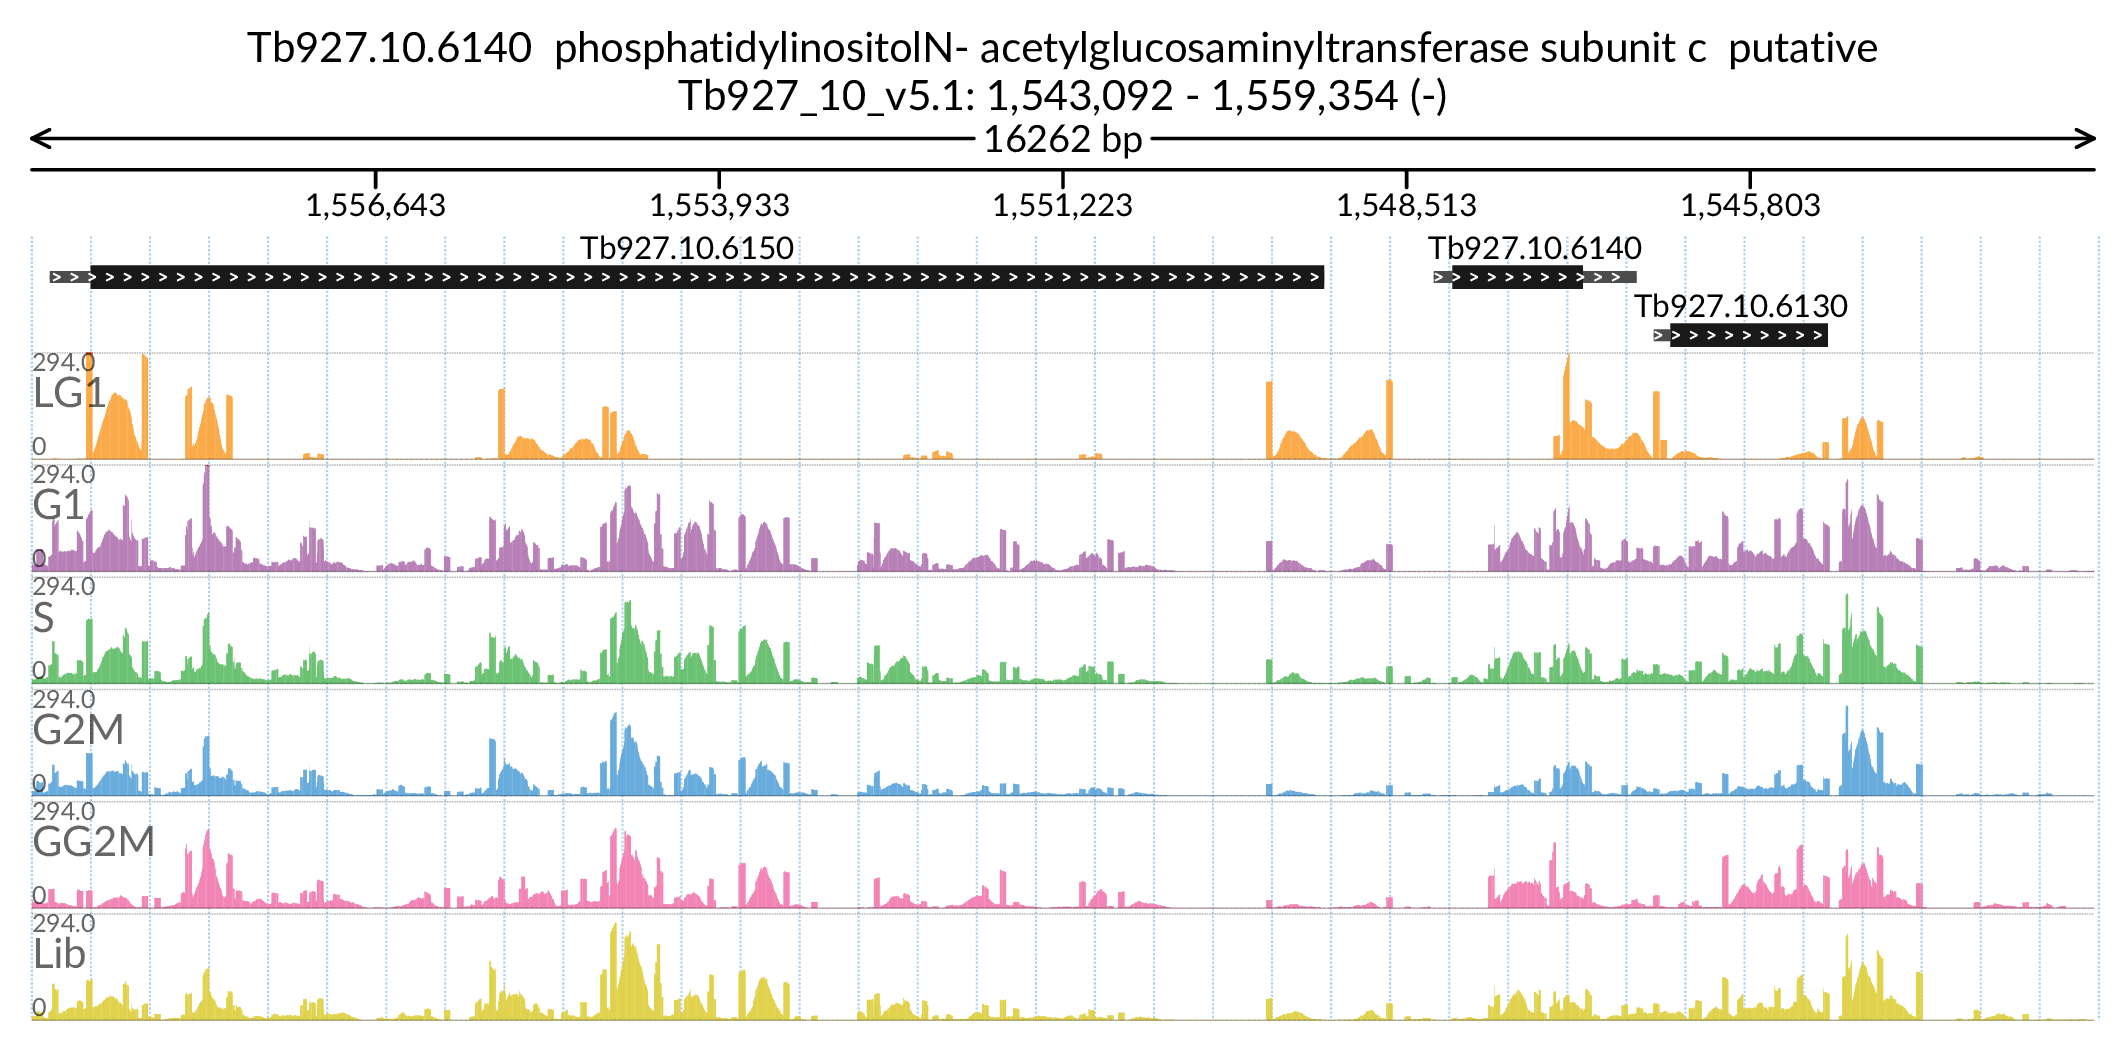 Tb927.10.6140  phosphatidylinositolN- acetylglucosaminyltransferase subunit c  putative
Tb927_10_v5.1: 1,543,092 - 1,559,354 (-)
16262 bp
1,556,643 1,553,933 1,551,223 1,548,513 1,545,803
Tb927.10.6150 Tb927.10.6140
Tb927.10.6130
294.0
LG1
0
294.0
G1
0
294.0
S
0
294.0
G2M
0
294.0
GG2M
0
294.0
Lib
0